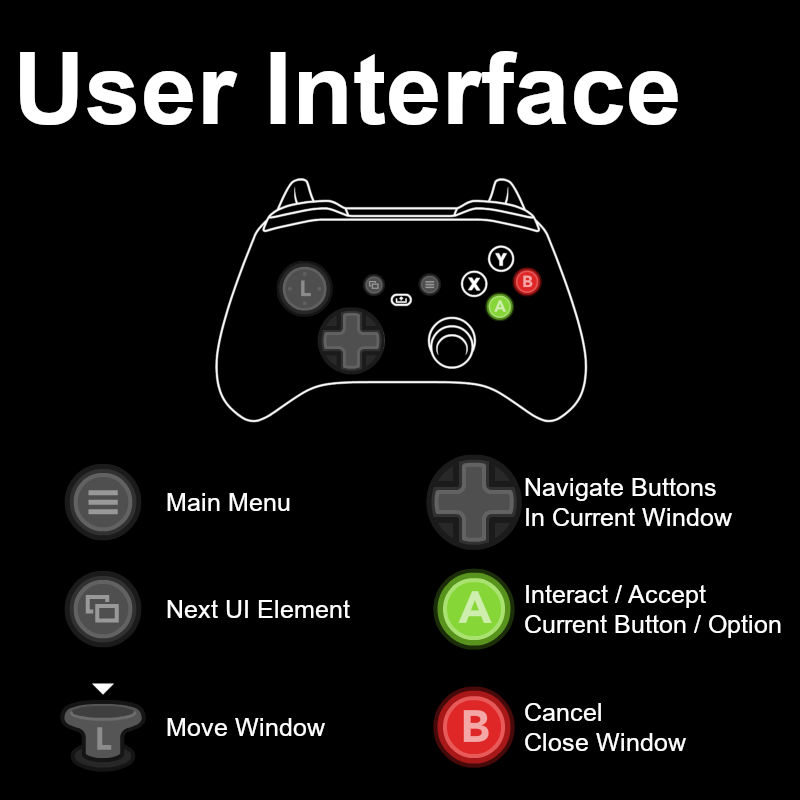 User Interface
L
Y
X
B
A
Main Menu
Navigate Buttons
In Current Window
Next UI Element
A
Interact / Accept
Current Button / Option
L
Move Window
B
Cancel
Close Window